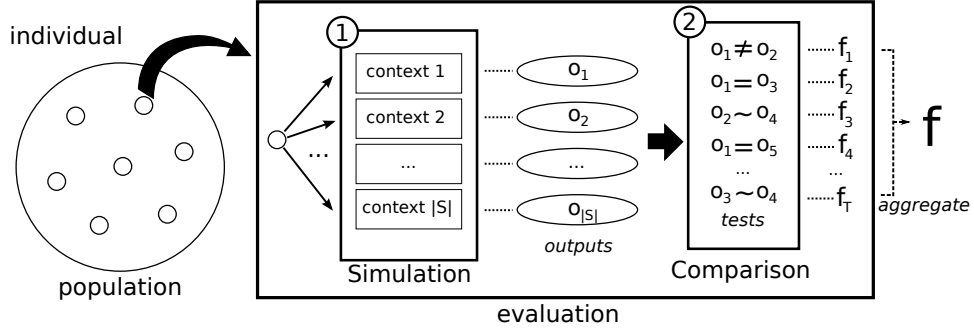 individual
population
1
context 1
context 2
...
context |S|
...
Simulation
o1
o2
...
o|S|
outputs
2
o1 ≠ o2
o1 = o3
o2 ~ o4
o1 = o5
...
o3 ~ o4
tests
Comparison
f1
f2
f3
f4
...
fT
aggregate
f
evaluation